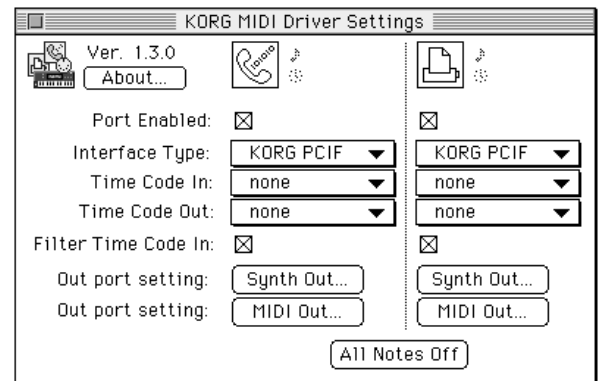 KORG MIDI Driver Settings
Ver. 1.3.0
About...
Port Enabled:
Interface Type: KORG PCIF KORG PCIF
Time Code In: none none
Time Code Out: none none
Filter Time Code In:
Out port setting: Synth Out... Synth Out...
Out port setting: MIDI Out... MIDI Out...
All Notes Off